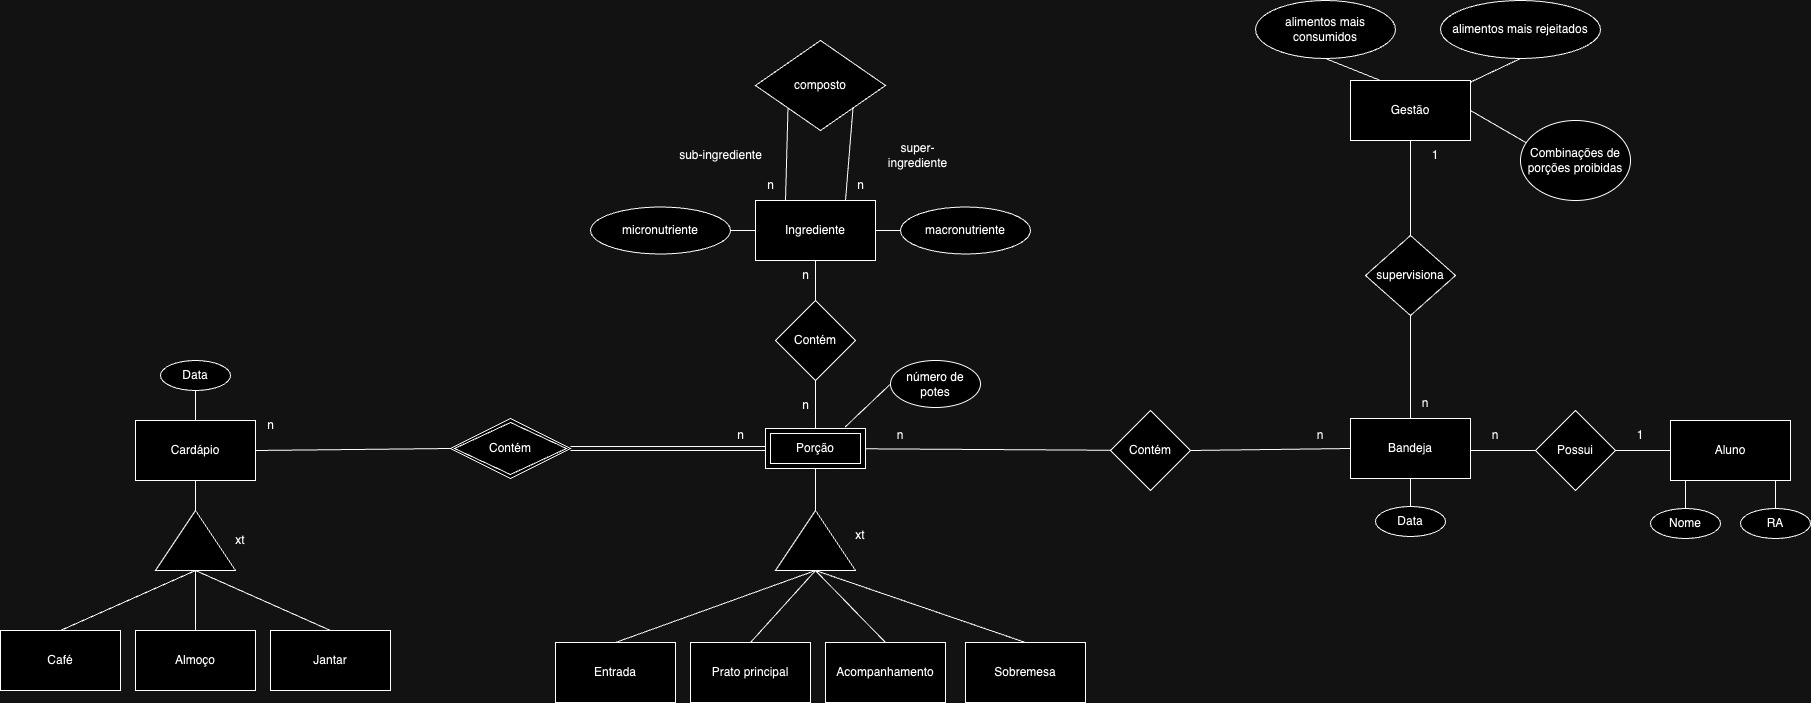 alimentos mais
consumidos
alimentos mais rejeitados
composto
Gestão
sub-ingrediente
super-
ingrediente
1
Combinações de
porções proibidas
n
n
micronutriente
Ingrediente
macronutriente
n
supervisiona
Contém
Data
número de
potes
n
n
Cardápio
n
Contém
n
Porção
n
Contém
n
Bandeja
n
Possui
1
Aluno
Data
Nome
RA
xt
xt
Café
Almoço
Jantar
Entrada
Prato principal
Acompanhamento
Sobremesa